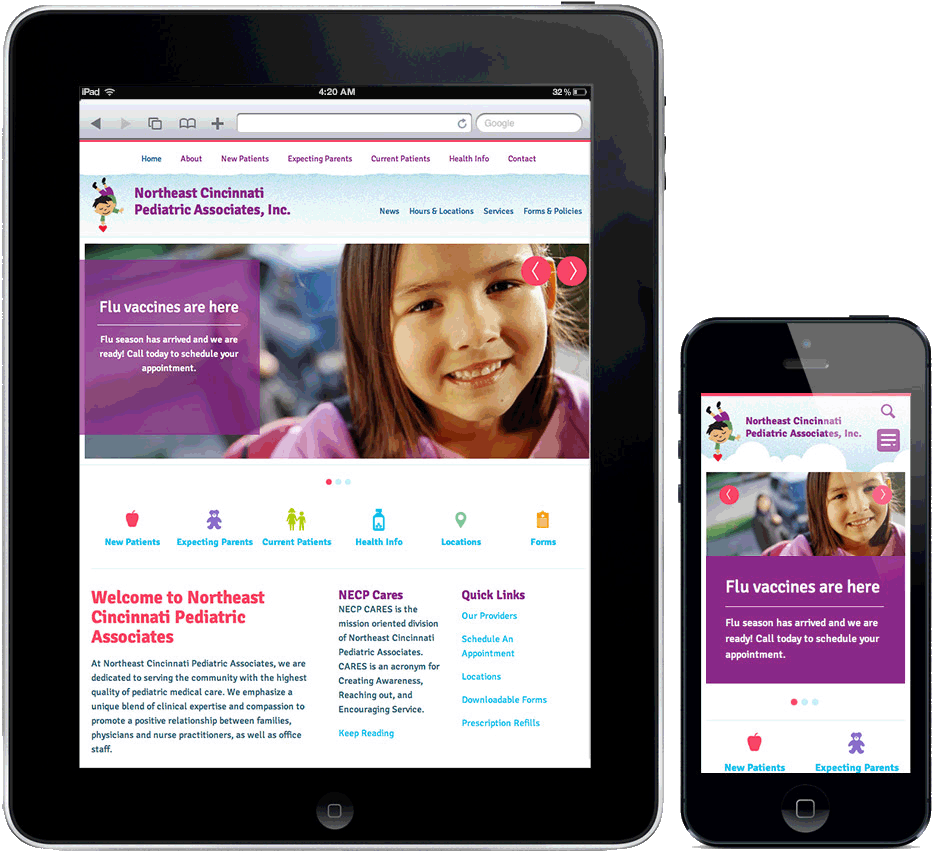 iPad
4:20 AM
32%
Google
Home About New Patients Expecting Parents Current Patients Health Info Contact
Northeast Cincinnati
Pediatric Associates, Inc.
News Hours & Locations Services Forms & Policies
Flu vaccines are here
Flu season has arrived and we are
ready! Call today to schedule your
appointment.
New Patients Expecting Parents Current Patients Health Info Locations Forms
Welcome to Northeast
Cincinnati Pediatric
Associates
At Northeast Cincinnati Pediatric Associates, we are
dedicated to serving the community with the highest
quality of pediatric medical care. We emphasize a
unique blend of clinical expertise and compassion to
promote a positive relationship between families,
physicians and nurse practitioners, as well as office
staff.
NECP Cares
NECP CARES is the
mission oriented division
of Northeast Cincinnati
Pediatric Associates.
CARES is an acronym for
Creating Awareness,
Reaching out, and
Encouraging Service.
Keep Reading
Quick Links
Our Providers
Schedule An
Appointment
Locations
Downloadable Forms
Prescription Refills
Northeast Cincinnati
Pediatric Associates, Inc.
Flu vaccines are here
Flu season has arrived and we are
ready! Call today to schedule your
appointment.
New Patients Expecting Parents